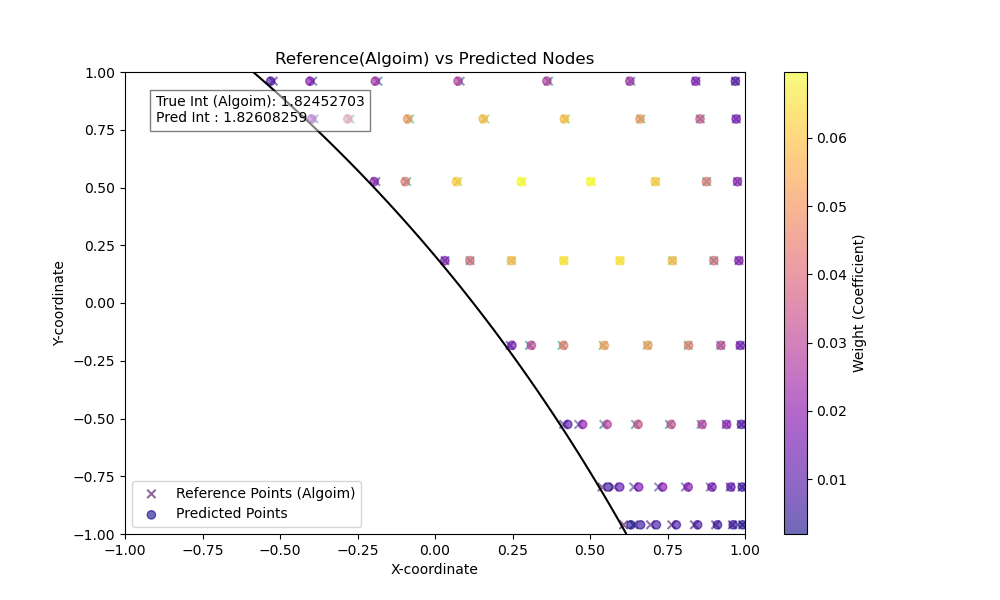 Reference(Algoim) vs Predicted Nodes
True Int (Algoim): 1.82452703
Pred Int : 1.82608259
Y-coordinate
1.00
0.75
0.50
0.25
0.00
−0.25
−0.50
−0.75
−1.00
Reference Points (Algoim)
Predicted Points
−1.00 −0.75 −0.50 −0.25 0.00 0.25 0.50 0.75 1.00
X-coordinate
0.06
0.05
0.04
0.03
0.02
0.01
Weight (Coefficient)